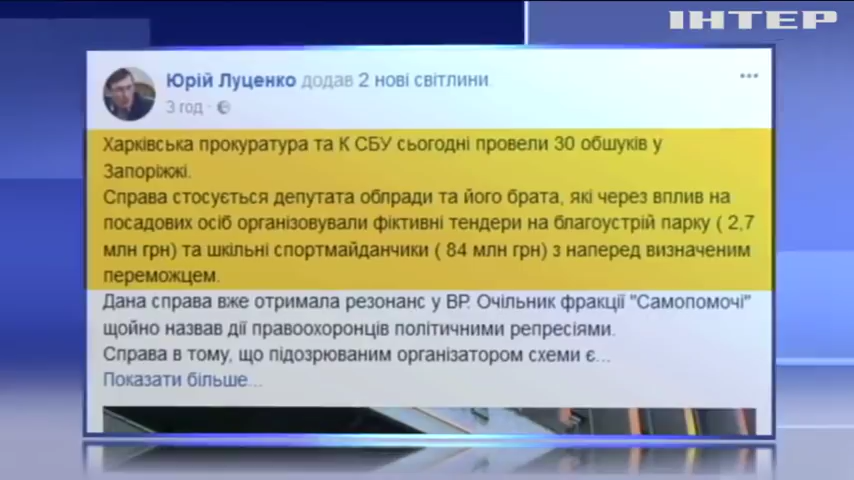 ІНТЕР
Юрій Луценко додав 2 нові світлини
3 год ·
Харківська прокуратура та К СБУ сьогодні провели 30 обшуків у
Запоріжжі.
Справа стосується депутата облради та його брата, які через вплив на
посадових осіб організовували фіктивні тендери на благоустрій парку ( 2,7
млн грн) та шкільні спортмайданчики ( 84 млн грн) з наперед визначеним
переможцем.
Дана справа вже отримала резонанс у ВР. Очільник фракції "Самопомочі"
щойно назвав дії правоохоронців політичними репресіями.
Справа в тому, що підозрюваним організатором схеми є...
Показати більше...